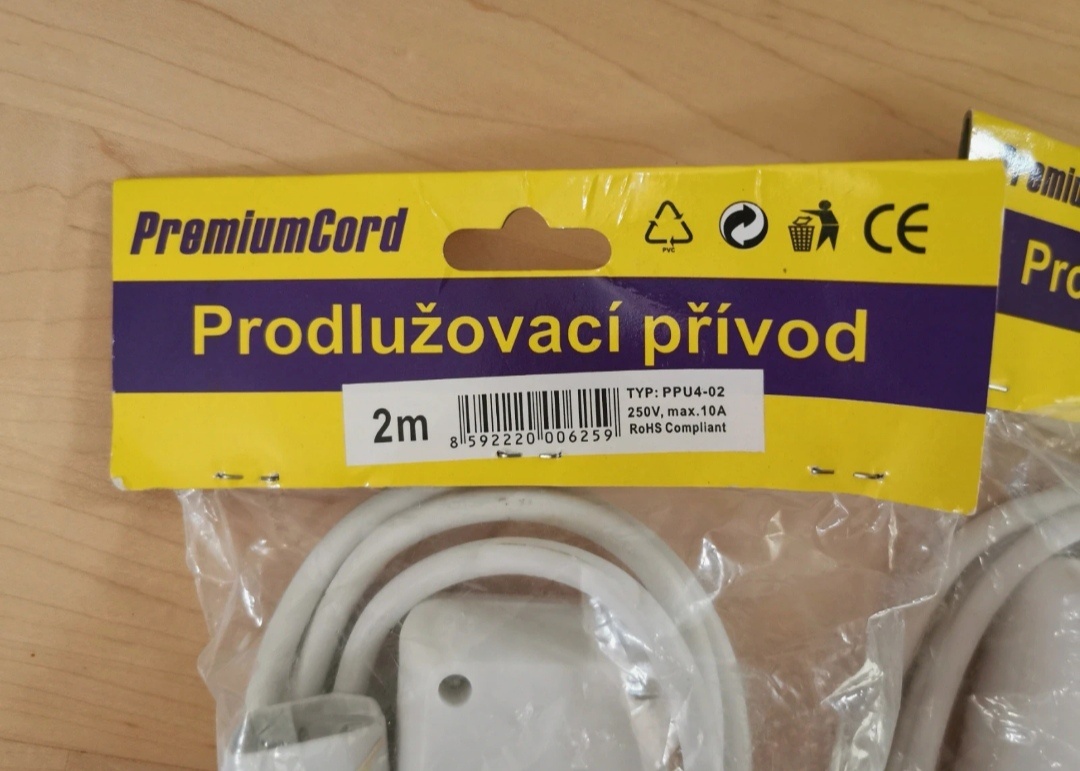 PremiumCord
PVC
CE
Prodlužovací přívod
2m
8 592220 006259
TYP: PPU4-02
250V, max.10A
RoHS Compliant